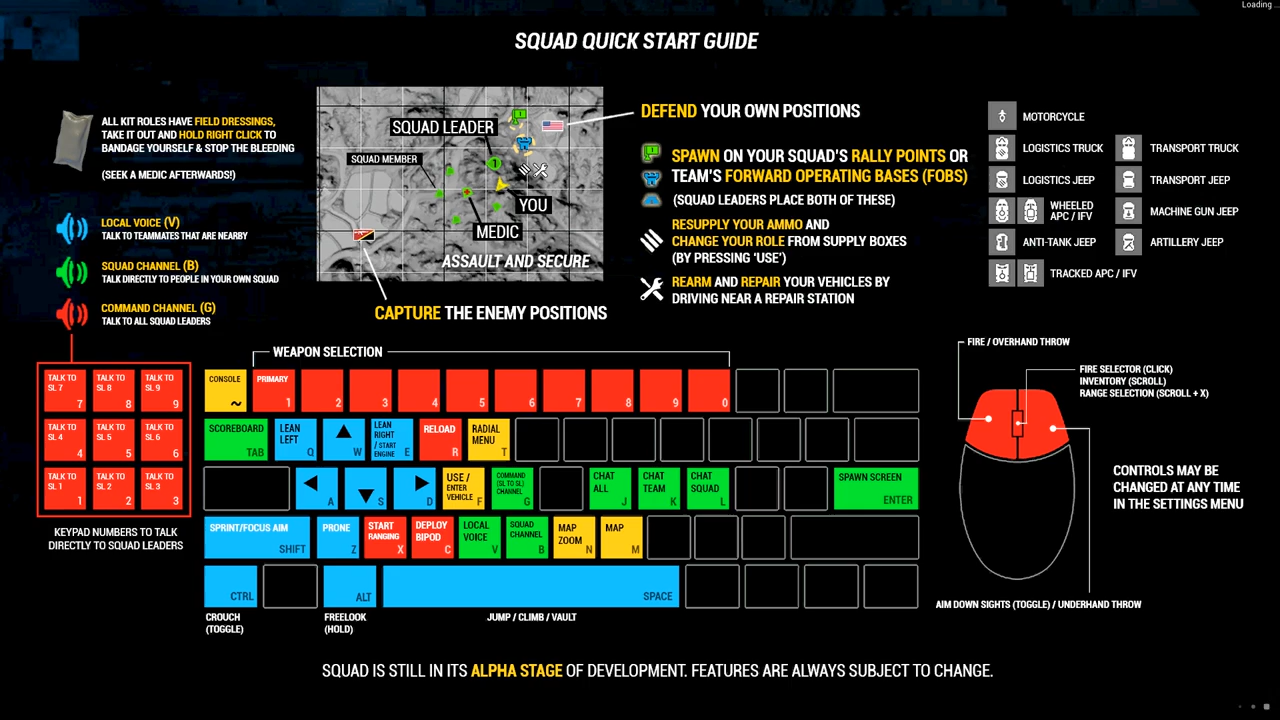 Loading ...
SQUAD QUICK START GUIDE
ALL KIT ROLES HAVE FIELD DRESSINGS,
TAKE IT OUT AND HOLD RIGHT CLICK TO
BANDAGE YOURSELF & STOP THE BLEEDING
(SEEK A MEDIC AFTERWARDS!)
LOCAL VOICE (V)
TALK TO TEAMMATES THAT ARE NEARBY
SQUAD CHANNEL (B)
TALK DIRECTLY TO PEOPLE IN YOUR OWN SQUAD
COMMAND CHANNEL (G)
TALK TO ALL SQUAD LEADERS
SQUAD LEADER
SQUAD MEMBER
1
1
YOU
MEDIC
ASSAULT AND SECURE
CAPTURE THE ENEMY POSITIONS
DEFEND YOUR OWN POSITIONS
1
SPAWN ON YOUR SQUAD'S RALLY POINTS OR
TEAM'S FORWARD OPERATING BASES (FOBS)
(SQUAD LEADERS PLACE BOTH OF THESE)
RESUPPLY YOUR AMMO AND
CHANGE YOUR ROLE FROM SUPPLY BOXES
(BY PRESSING 'USE')
REARM AND REPAIR YOUR VEHICLES BY
DRIVING NEAR A REPAIR STATION
MOTORCYCLE
LOGISTICS TRUCK
TRANSPORT TRUCK
LOGISTICS JEEP
TRANSPORT JEEP
WHEELED
APC / IFV
MACHINE GUN JEEP
ANTI-TANK JEEP
ARTILLERY JEEP
TRACKED APC / IFV
TALK TO
SL 7
7
TALK TO
SL 8
8
TALK TO
SL 9
9
TALK TO
SL 4
4
TALK TO
SL 5
5
TALK TO
SL 6
6
TALK TO
SL 1
1
TALK TO
SL 2
2
TALK TO
SL 3
3
KEYPAD NUMBERS TO TALK
DIRECTLY TO SQUAD LEADERS
WEAPON SELECTION
CONSOLE
~
PRIMARY
1
2
3
4
5
6
7
8
9
0
SCOREBOARD
TAB
LEAN
LEFT
Q
W
LEAN
RIGHT
/ START
ENGINE
E
RELOAD
R
RADIAL
MENU
T
A
S
D
USE /
ENTER
VEHICLE
F
COMMAND
(SL TO SL)
CHANNEL
G
CHAT
ALL
J
CHAT
TEAM
K
CHAT
SQUAD
L
SPAWN SCREEN
ENTER
SPRINT/FOCUS AIM
SHIFT
PRONE
Z
START
RANGING
X
DEPLOY
BIPOD
C
LOCAL
VOICE
V
SQUAD
CHANNEL
B
MAP
ZOOM
N
MAP
M
CTRL
ALT
SPACE
CROUCH
(TOGGLE)
FREELOOK
(HOLD)
JUMP / CLIMB / VAULT
FIRE / OVERHAND THROW
FIRE SELECTOR (CLICK)
INVENTORY (SCROLL)
RANGE SELECTION (SCROLL + X)
CONTROLS MAY BE
CHANGED AT ANY TIME
IN THE SETTINGS MENU
AIM DOWN SIGHTS (TOGGLE) / UNDERHAND THROW
SQUAD IS STILL IN ITS ALPHA STAGE OF DEVELOPMENT. FEATURES ARE ALWAYS SUBJECT TO CHANGE.